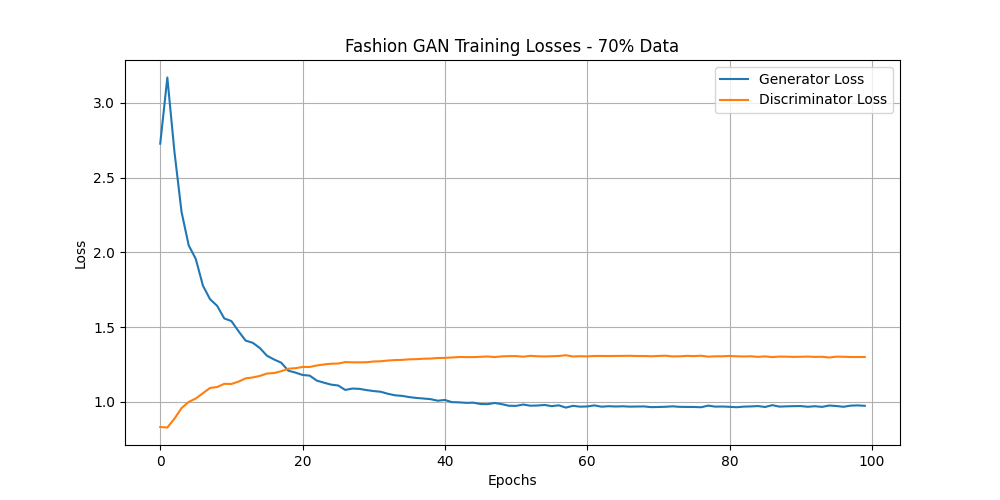 Fashion GAN Training Losses - 70% Data
Generator Loss
Discriminator Loss
3.0
2.5
2.0
1.5
1.0
Loss
0 20 40 60 80 100
Epochs